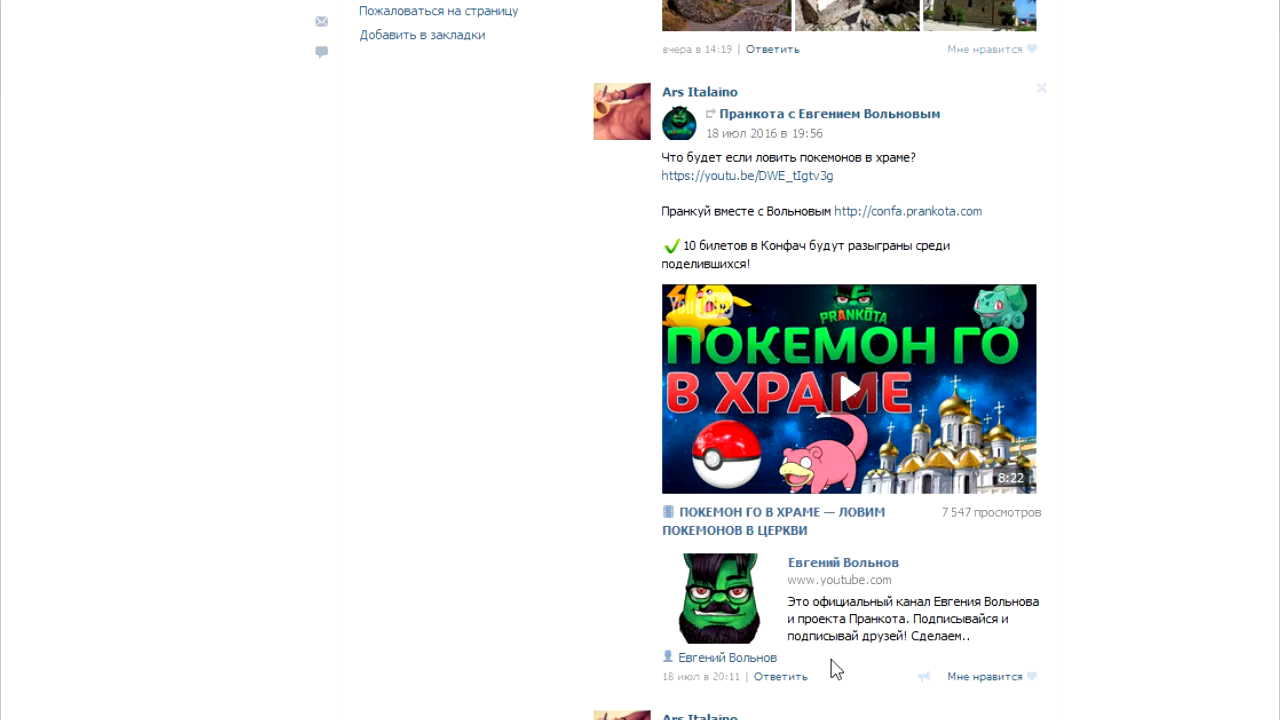 Пожаловаться на страницу
Добавить в закладки
вчера в 14:19 | Ответить
Мне нравится
Ars Italaino
Пранкота с Евгением Вольновым
18 июл 2016 в 19:56
Что будет если ловить покемонов в храме?
https://youtu.be/DWE_tIgtv3g
Пранкуй вместе с Вольновым http://confa.prankota.com
10 билетов в Конфач будут разыграны среди
поделившихся!
YouTube
PRANKOTA
ПОКЕМОН ГО
В ХРАМЕ
8:22
ПОКЕМОН ГО В ХРАМЕ — ЛОВИМ
ПОКЕМОНОВ В ЦЕРКВИ
7 547 просмотров
Евгений Вольнов
www.youtube.com
Это официальный канал Евгения Вольнова
и проекта Пранкота. Подписывайся и
подписывай друзей! Сделаем..
Евгений Вольнов
18 июл в 20:11 | Ответить
Мне нравится
Ars Italaino